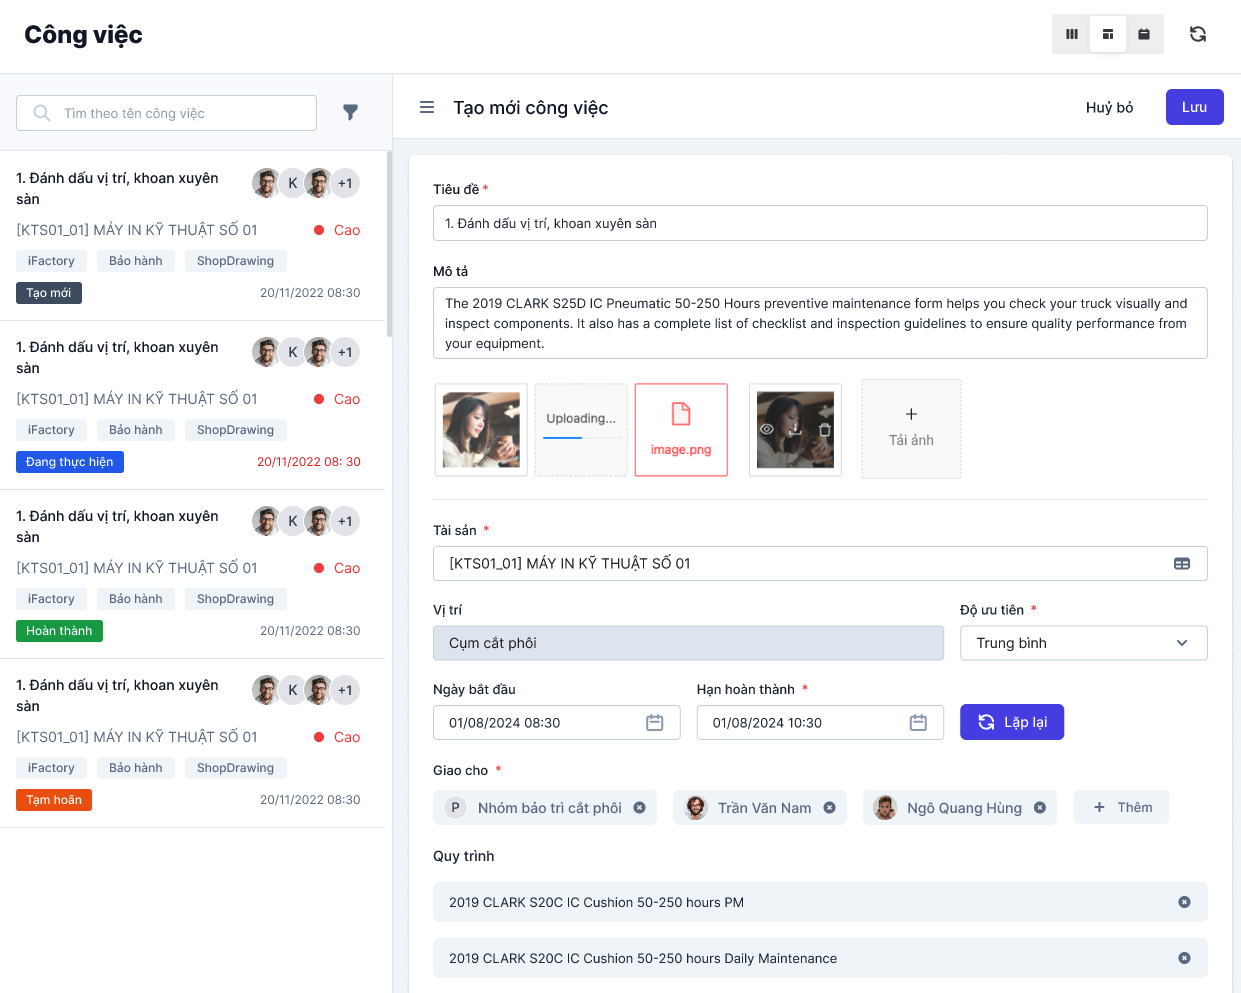 Công việc
Tìm theo tên công việc
1. Đánh dấu vị trí, khoan xuyên
sàn
K
+1
[KTS01_01] MÁY IN KỸ THUẬT SỐ 01
Cao
iFactory
Bảo hành
ShopDrawing
Tạo mới
20/11/2022 08:30
1. Đánh dấu vị trí, khoan xuyên
sàn
K
+1
[KTS01_01] MÁY IN KỸ THUẬT SỐ 01
Cao
iFactory
Bảo hành
ShopDrawing
Đang thực hiện
20/11/2022 08: 30
1. Đánh dấu vị trí, khoan xuyên
sàn
K
+1
[KTS01_01] MÁY IN KỸ THUẬT SỐ 01
Cao
iFactory
Bảo hành
ShopDrawing
Hoàn thành
20/11/2022 08:30
1. Đánh dấu vị trí, khoan xuyên
sàn
K
+1
[KTS01_01] MÁY IN KỸ THUẬT SỐ 01
Cao
iFactory
Bảo hành
ShopDrawing
Tạm hoãn
20/11/2022 08:30
Tạo mới công việc
Huỷ bỏ
Lưu
Tiêu đề *
1. Đánh dấu vị trí, khoan xuyên sàn
Mô tả
The 2019 CLARK S25D IC Pneumatic 50-250 Hours preventive maintenance form helps you check your truck visually and
inspect components. It also has a complete list of checklist and inspection guidelines to ensure quality performance from
your equipment.
Uploading...
image.png
Tải ảnh
Tài sản *
[KTS01_01] MÁY IN KỸ THUẬT SỐ 01
Vị trí
Cụm cắt phôi
Độ ưu tiên *
Trung bình
Ngày bắt đầu
01/08/2024 08:30
Hạn hoàn thành *
01/08/2024 10:30
Lặp lại
Giao cho *
P
Nhóm bảo trì cắt phôi
Trần Văn Nam
Ngô Quang Hùng
+ Thêm
Quy trình
2019 CLARK S20C IC Cushion 50-250 hours PM
2019 CLARK S20C IC Cushion 50-250 hours Daily Maintenance